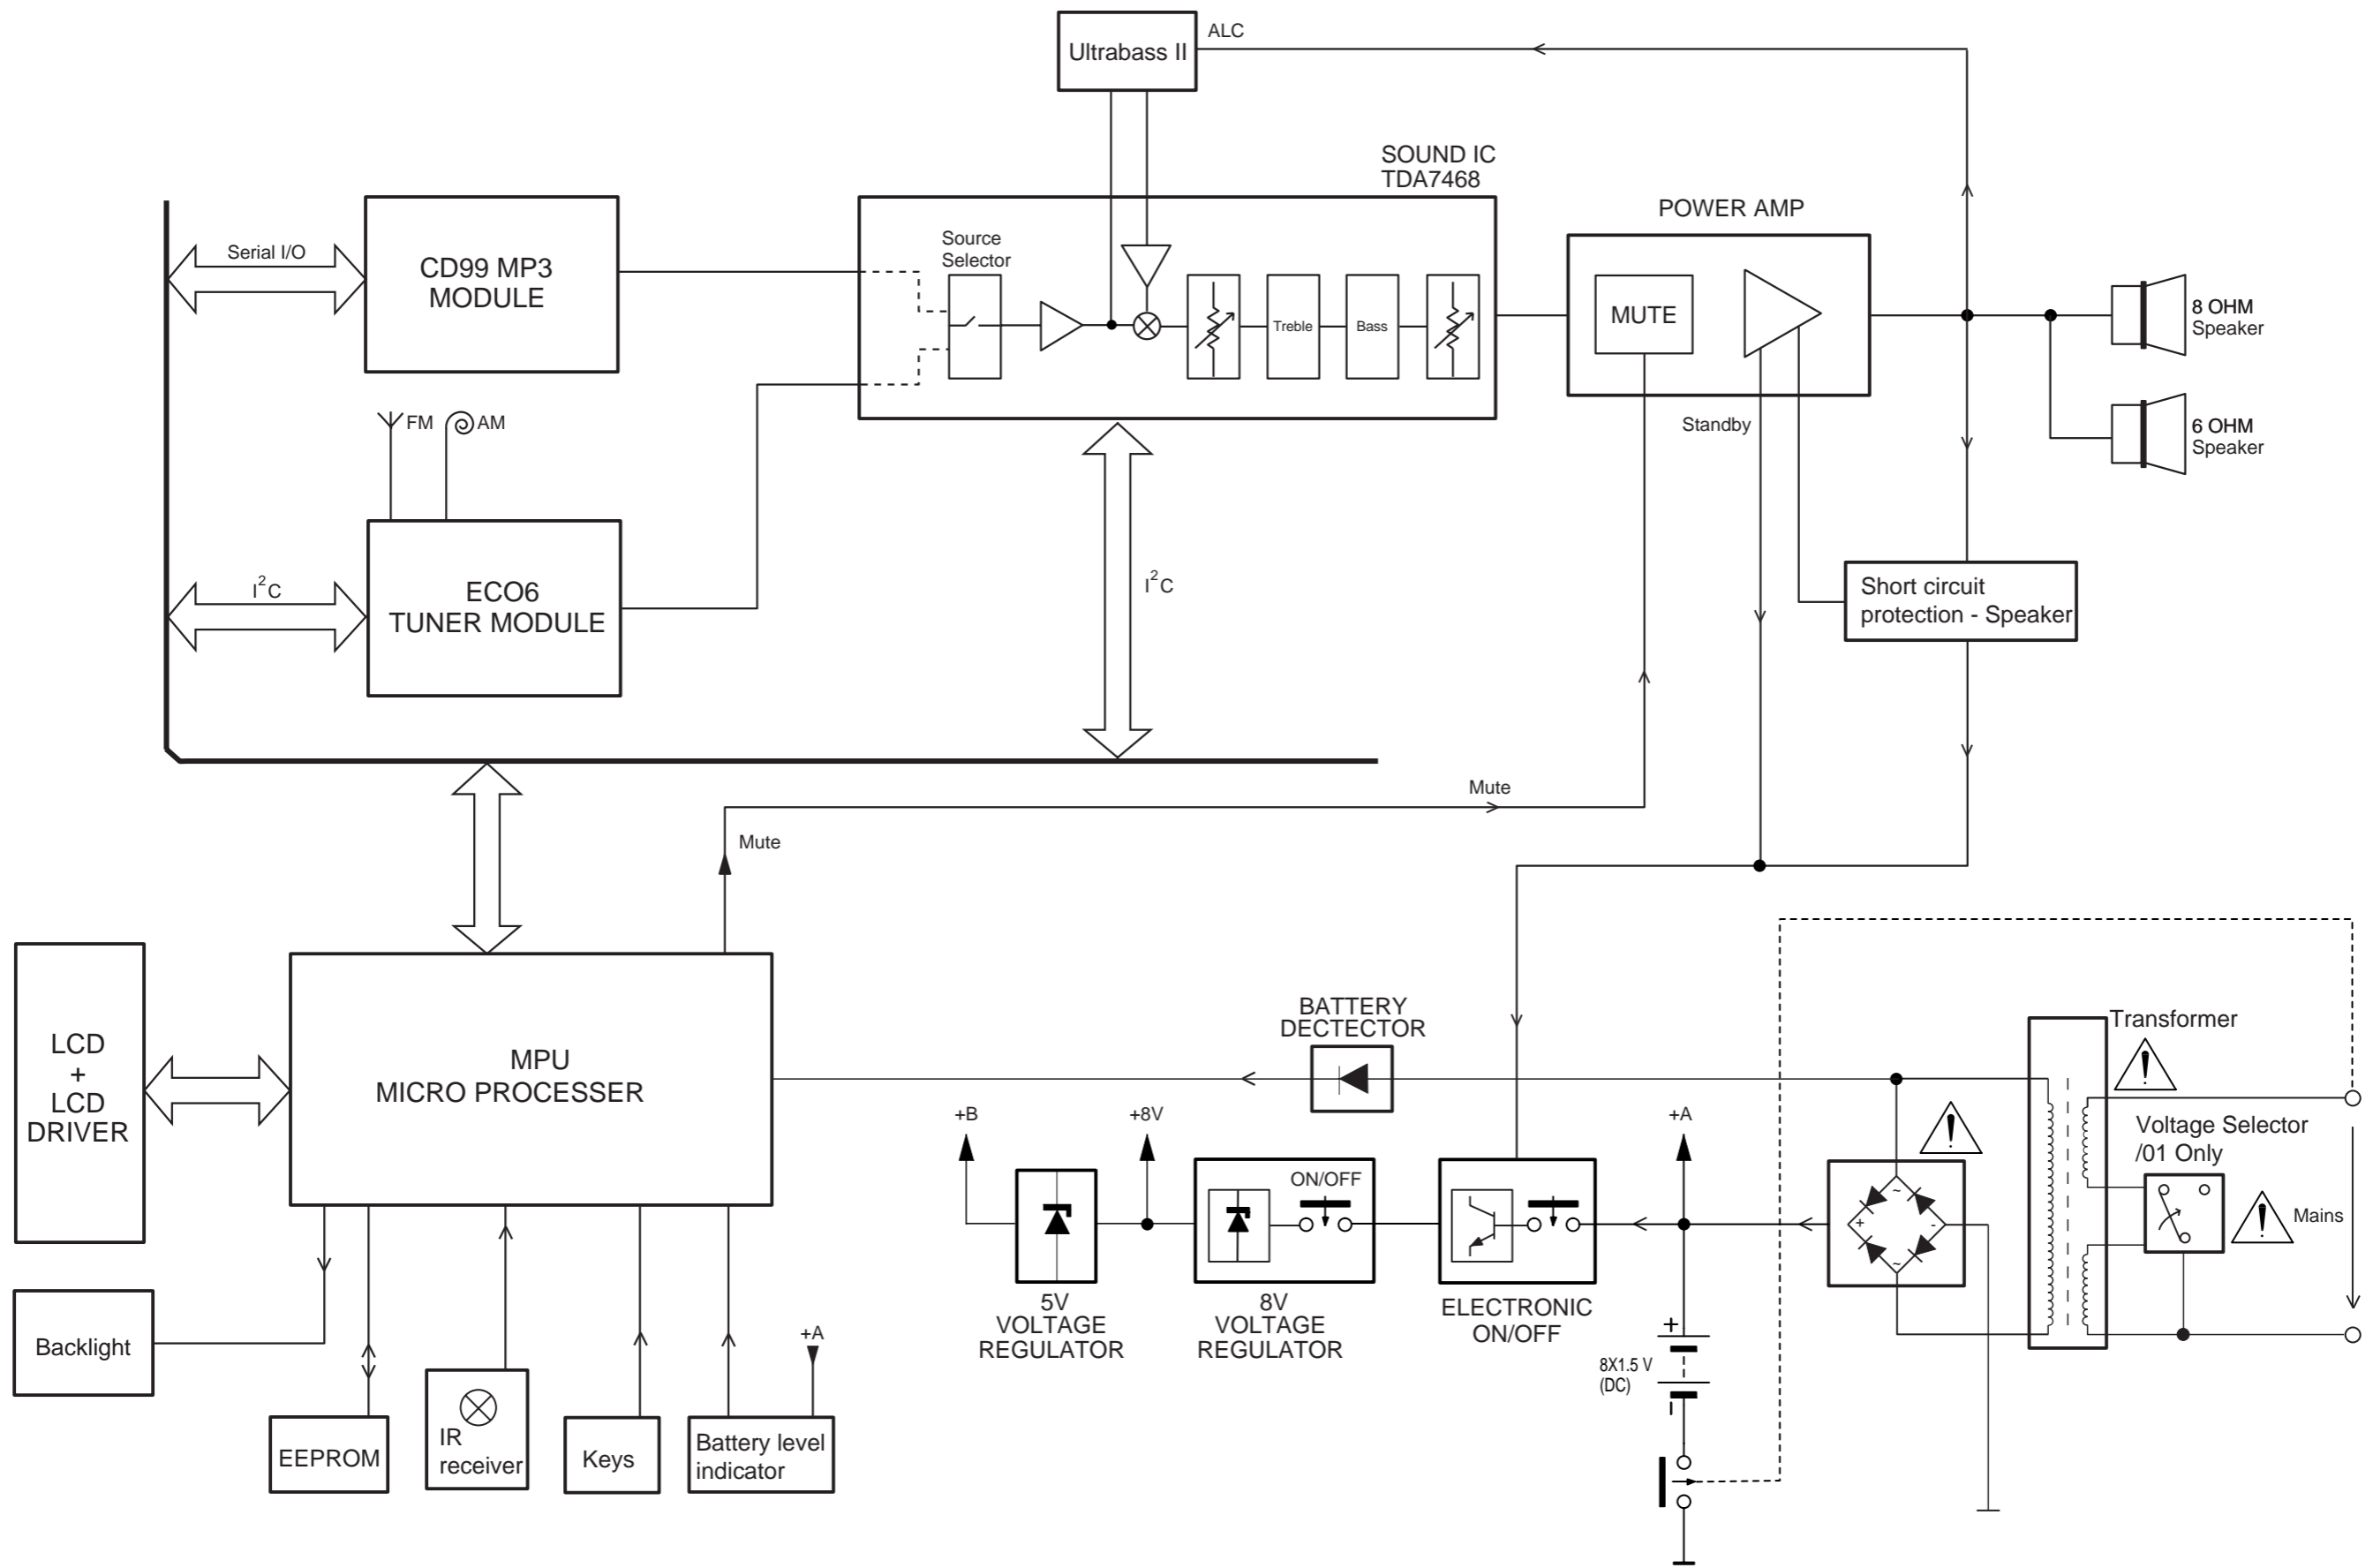 Ultrabass II
ALC
SOUND IC
TDA7468
POWER AMP
Serial I/O
CD99 MP3
MODULE
Source
Selector
Treble
Bass
MUTE
8 OHM
Speaker
FM
AM
Standby
6 OHM
Speaker
I²C
ECO6
TUNER MODULE
I²C
Short circuit
protection - Speaker
Mute
Mute
LCD
+
LCD
DRIVER
MPU
MICRO PROCESSER
BATTERY
DECTECTOR
Transformer
!
+B
+8V
+A
!
Voltage Selector
/01 Only
ON/OFF
~
+
-
~
!
Mains
5V
VOLTAGE
REGULATOR
8V
VOLTAGE
REGULATOR
ELECTRONIC
ON/OFF
+
8X1.5 V
(DC)
-
Backlight
+A
EEPROM
IR
receiver
Keys
Battery level
indicator